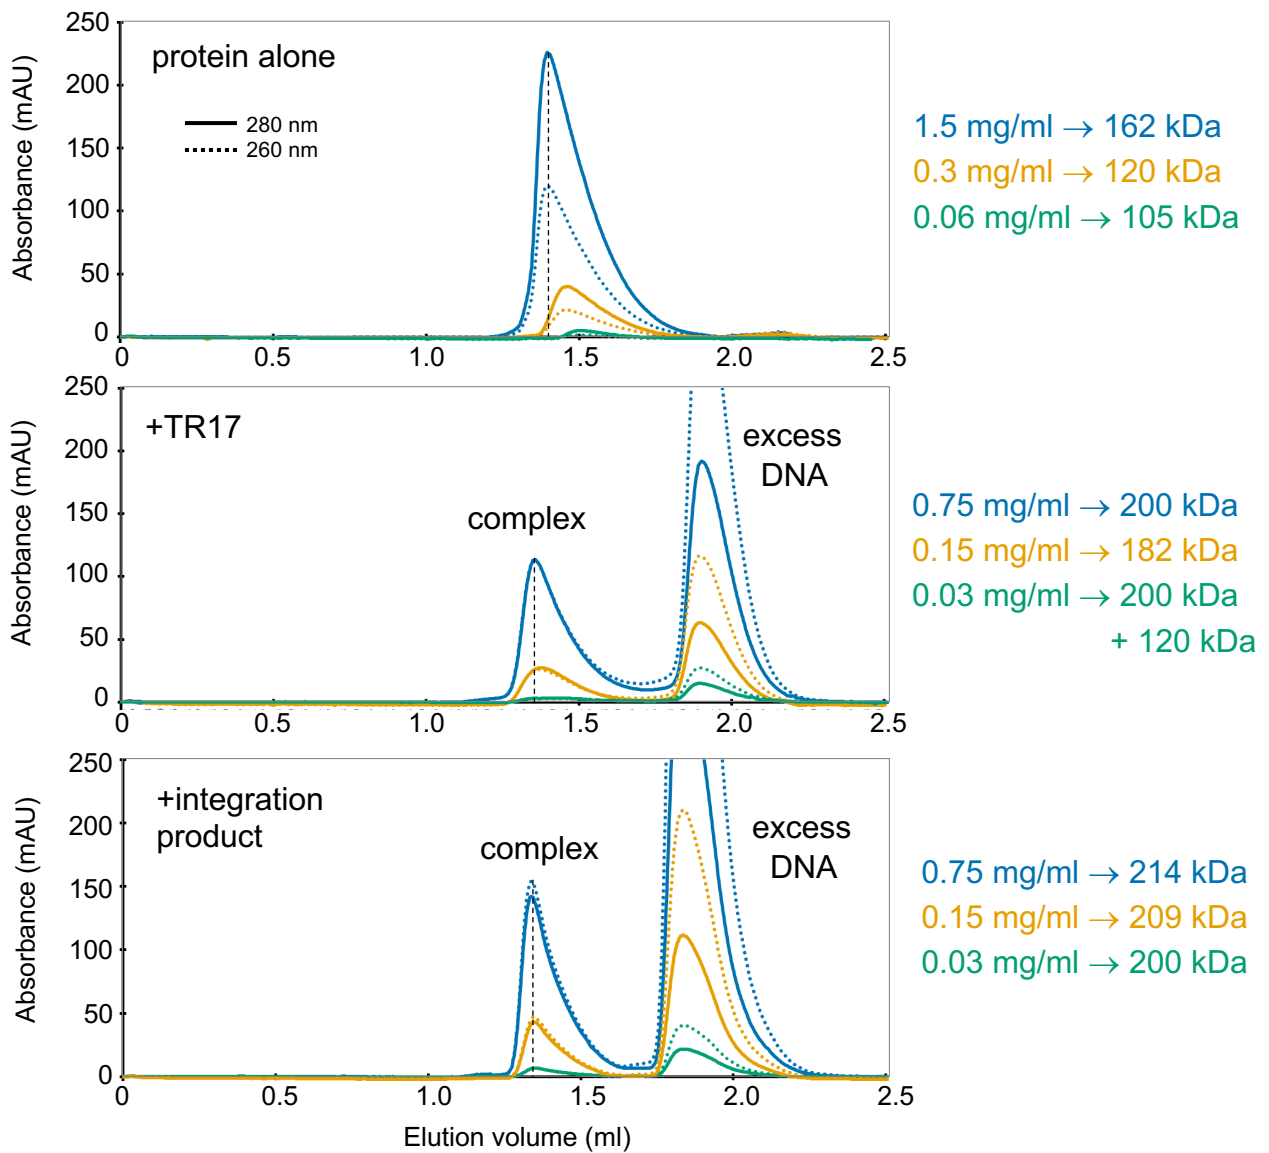 250
200
150
100
50
0
Absorbance (mAU)
protein alone
280 nm
260 nm
0 0.5 1.0 1.5 2.0 2.5
1.5 mg/ml → 162 kDa
0.3 mg/ml → 120 kDa
0.06 mg/ml → 105 kDa
250
200
150
100
50
0
Absorbance (mAU)
+TR17
complex
excess
DNA
0 0.5 1.0 1.5 2.0 2.5
0.75 mg/ml → 200 kDa
0.15 mg/ml → 182 kDa
0.03 mg/ml → 200 kDa
+ 120 kDa
250
200
150
100
50
0
Absorbance (mAU)
+integration
product
complex
excess
DNA
0 0.5 1.0 1.5 2.0 2.5
Elution volume (ml)
0.75 mg/ml → 214 kDa
0.15 mg/ml → 209 kDa
0.03 mg/ml → 200 kDa